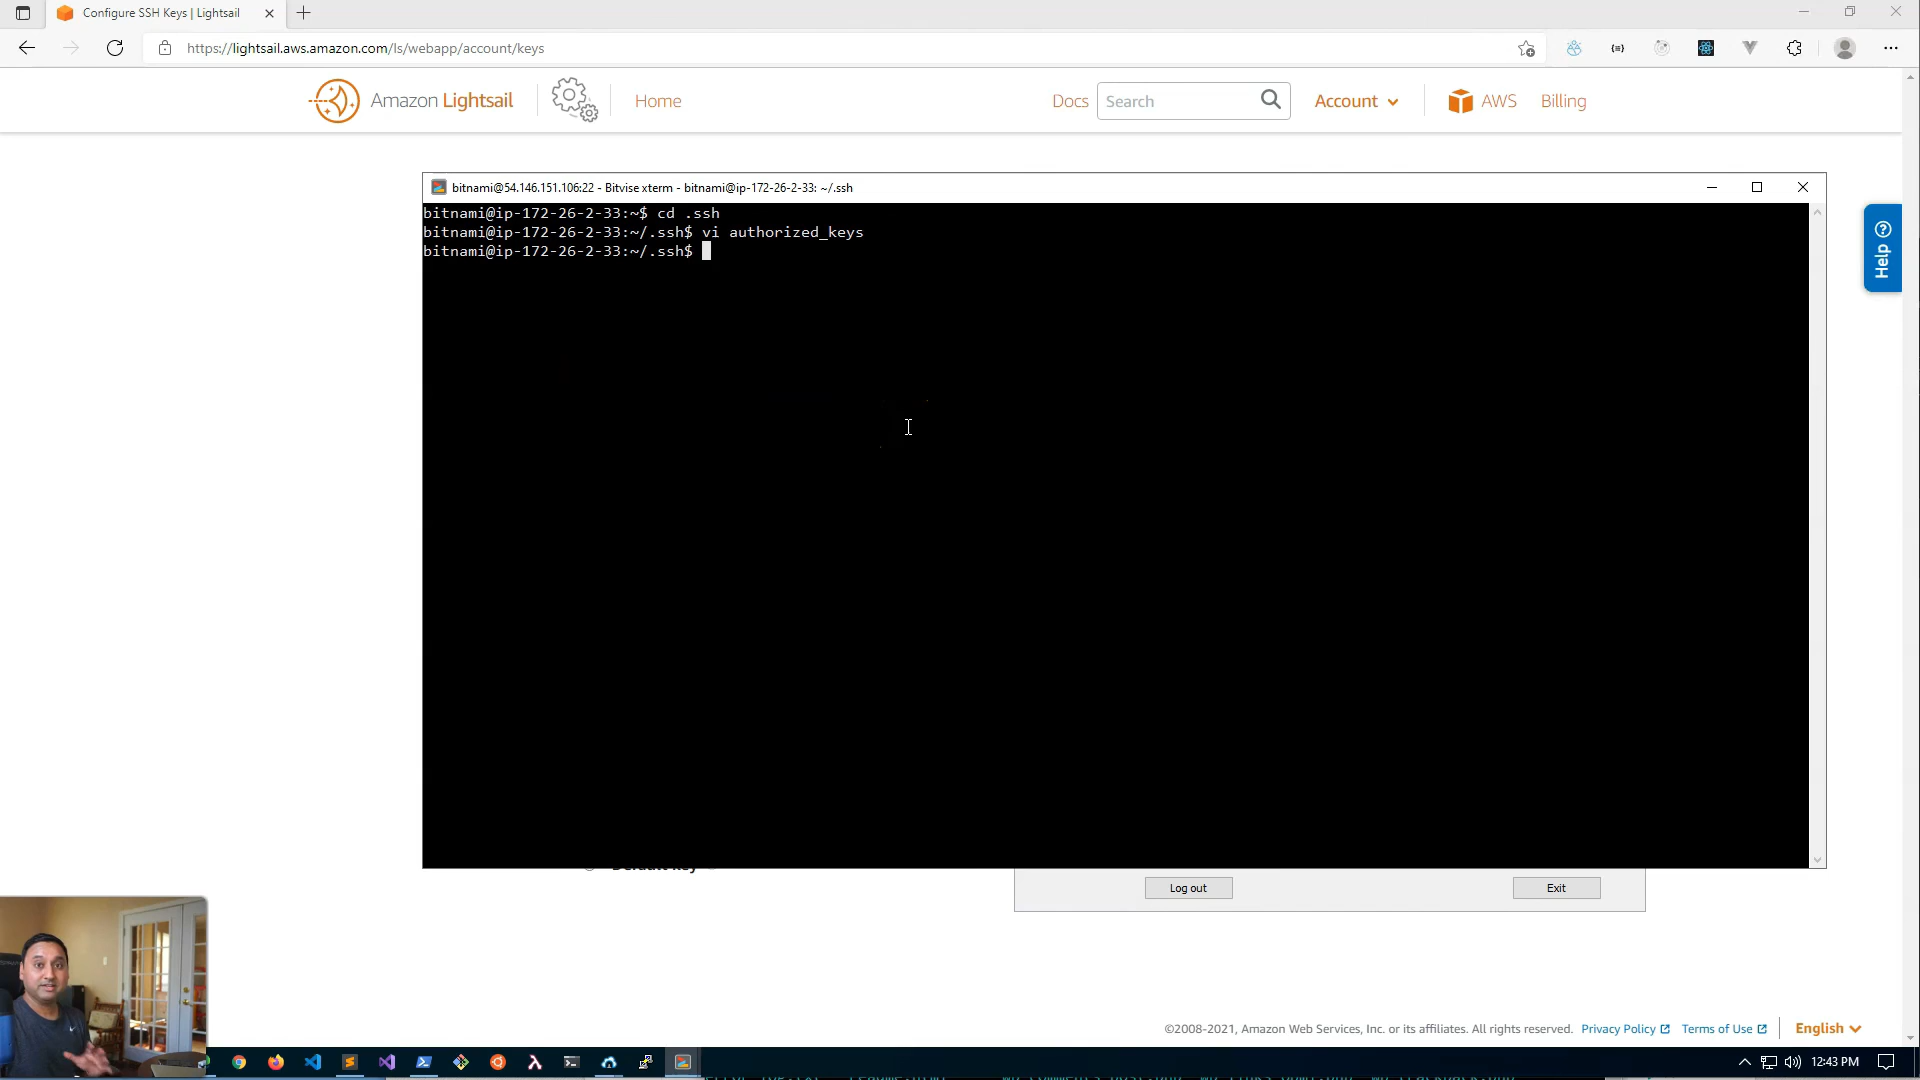 Configure SSH Keys | Lightsail
https://lightsail.aws.amazon.com/ls/webapp/account/keys
Amazon Lightsail
Home
Docs
Search
Account
AWS
Billing
bitnami@54.146.151.106:22 - Bitvise xterm - bitnami@ip-172-26-2-33: ~/.ssh
bitnami@ip-172-26-2-33:~$ cd .ssh
bitnami@ip-172-26-2-33:~/.ssh$ vi authorized_keys
bitnami@ip-172-26-2-33:~/.ssh$
Help
Default key
Log out
Exit
©2008-2021, Amazon Web Services, Inc. or its affiliates. All rights reserved.
Privacy Policy
Terms of Use
English
12:43 PM